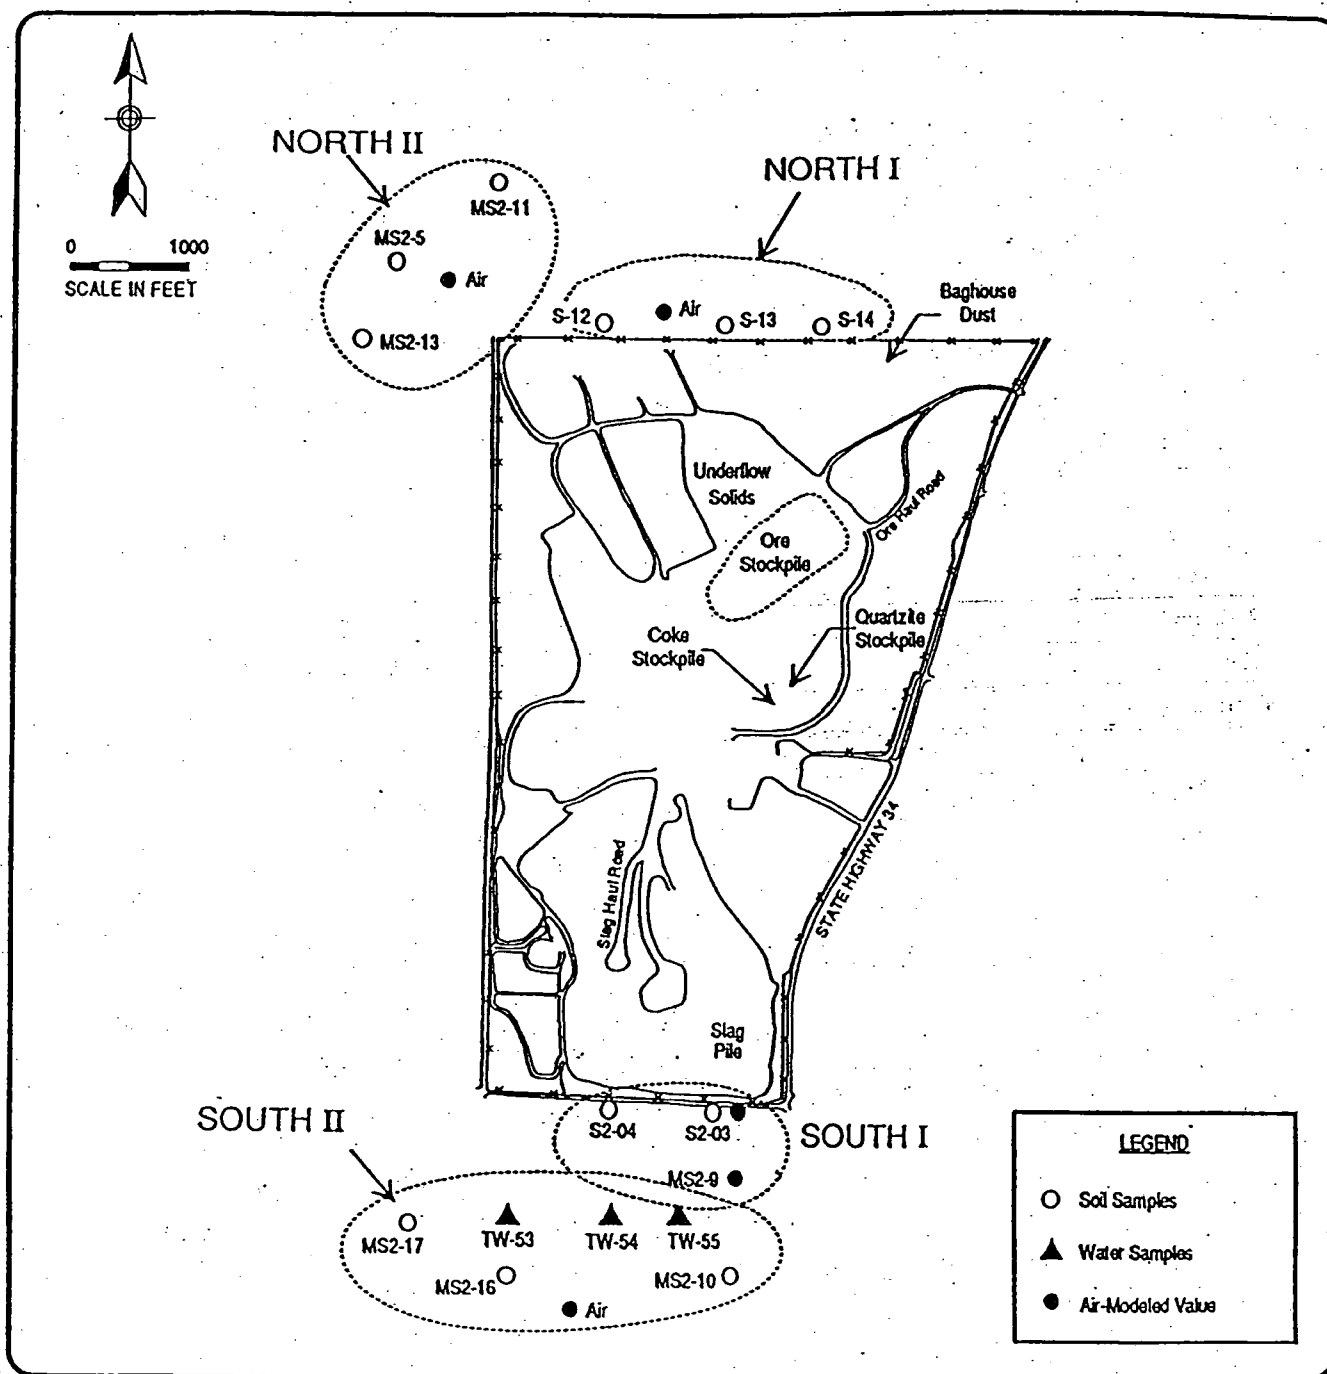 NORTH II
NORTH I
MS2-11
0 1000
SCALE IN FEET
MS2-5
Air
MS2-13
S-12
Air
S-13
S-14
Baghouse
Dust
Underflow
Solids
Ore
Stockpile
Ore Haul Road
Coke
Stockpile
Quartzite
Stockpile
STATE HIGHWAY 34
Slag Haul Road
Slag
Pile
SOUTH II
S2-04
S2-03
SOUTH I
MS2-9
MS2-17
TW-53
TW-54
TW-55
MS2-16
MS2-10
Air
LEGEND
Soil Samples
Water Samples
Air-Modeled Value